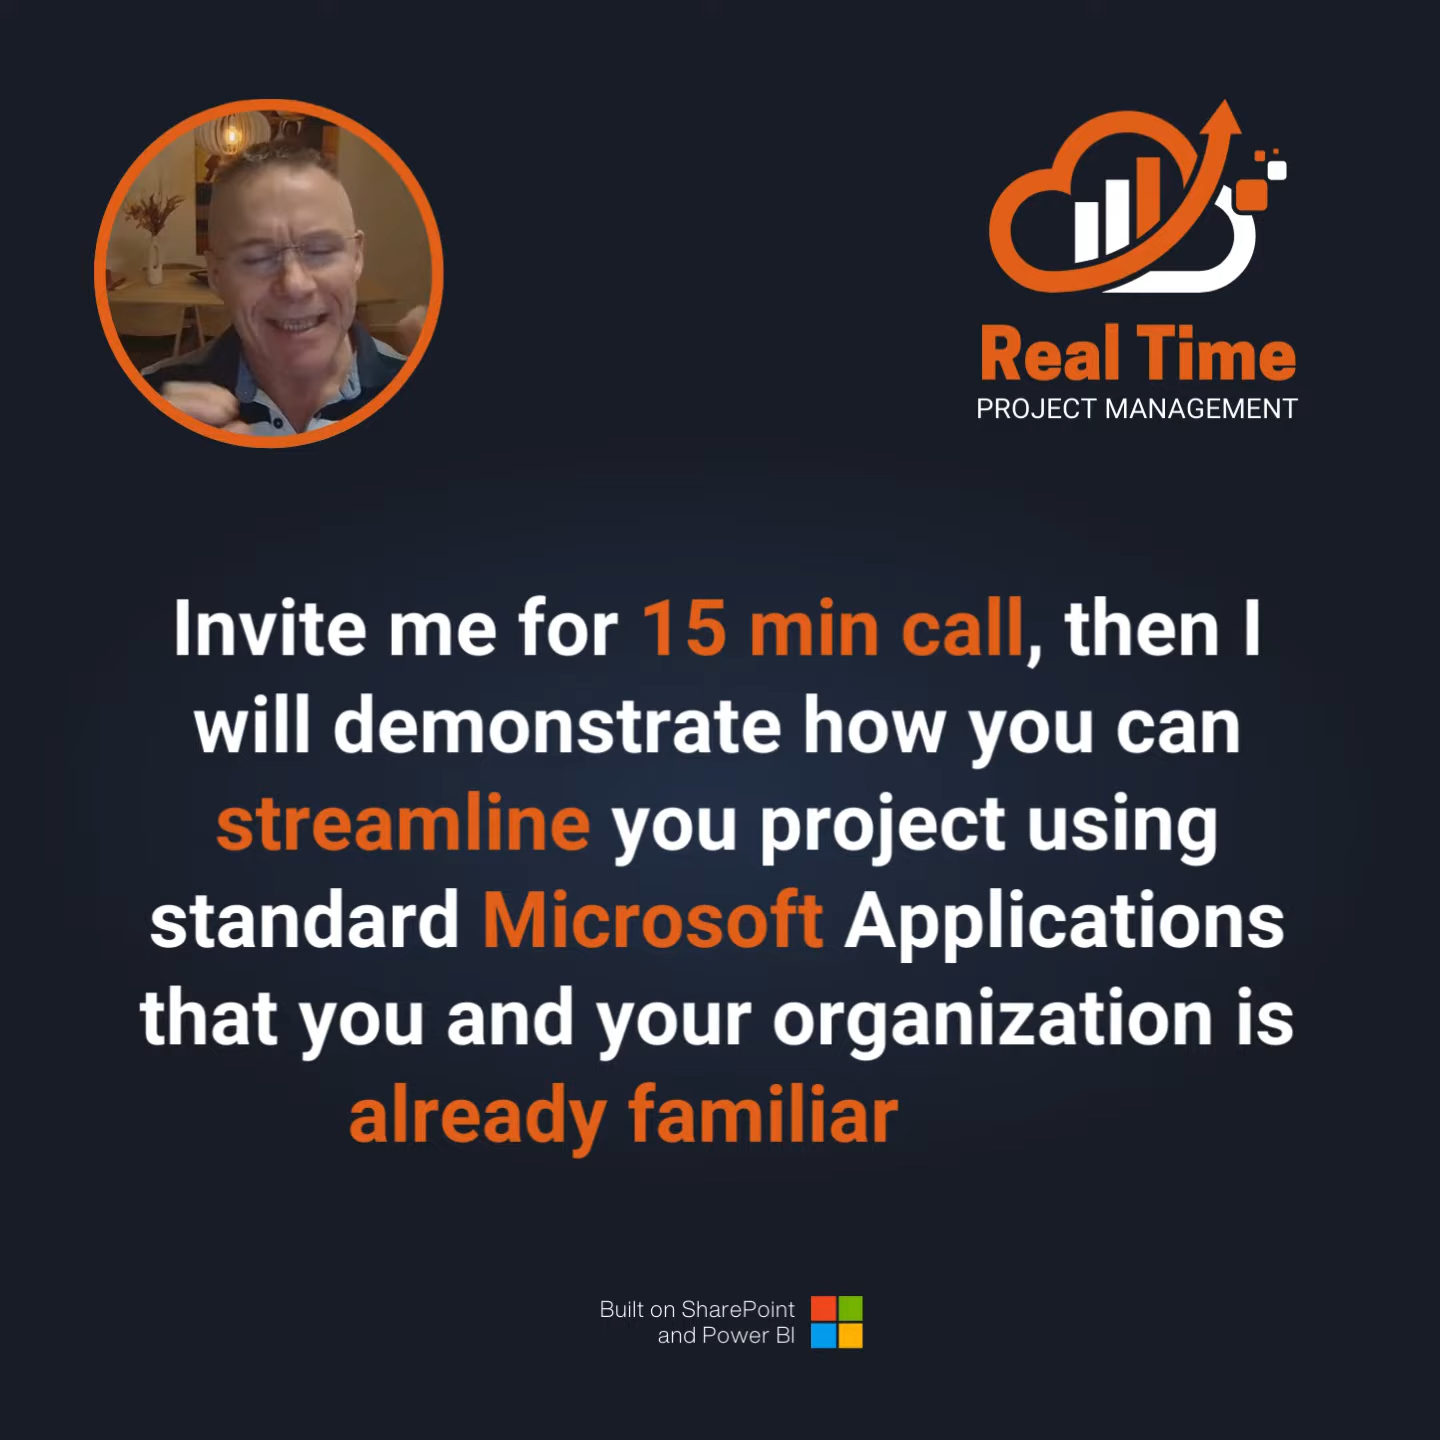 Real Time
PROJECT MANAGEMENT
Invite me for 15 min call, then I
will demonstrate how you can
streamline you project using
standard Microsoft Applications
that you and your organization is
already familiar
Built on SharePoint
and Power BI